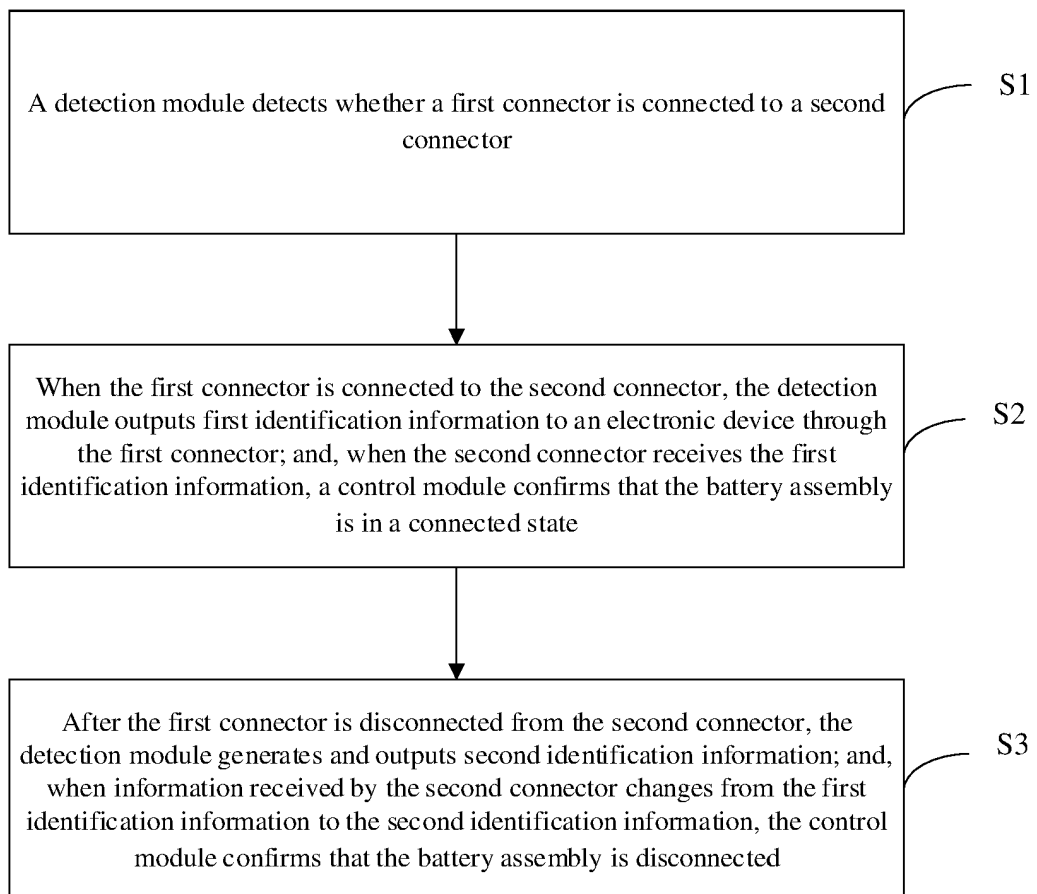 A detection module detects whether a first connector is connected to a second
connector
S1
When the first connector is connected to the second connector, the detection
module outputs first identification information to an electronic device through
the first connector; and, when the second connector receives the first
identification information, a control module confirms that the battery assembly
is in a connected state
S2
After the first connector is disconnected from the second connector, the
detection module generates and outputs second identification information; and,
when information received by the second connector changes from the first
identification information to the second identification information, the control
module confirms that the battery assembly is disconnected
S3